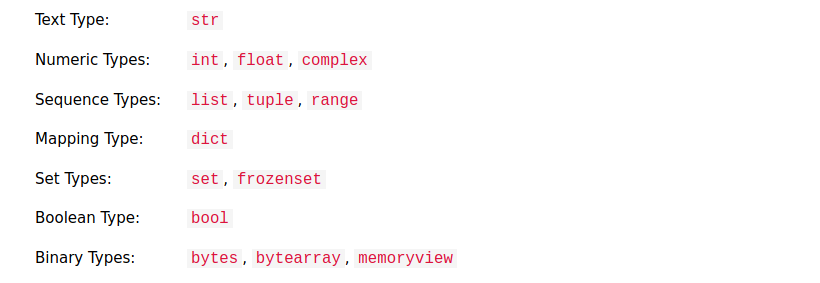 Text Type: str
Numeric Types: int, float, complex
Sequence Types: list, tuple, range
Mapping Type: dict
Set Types: set, frozenset
Boolean Type: bool
Binary Types: bytes, bytearray, memoryview